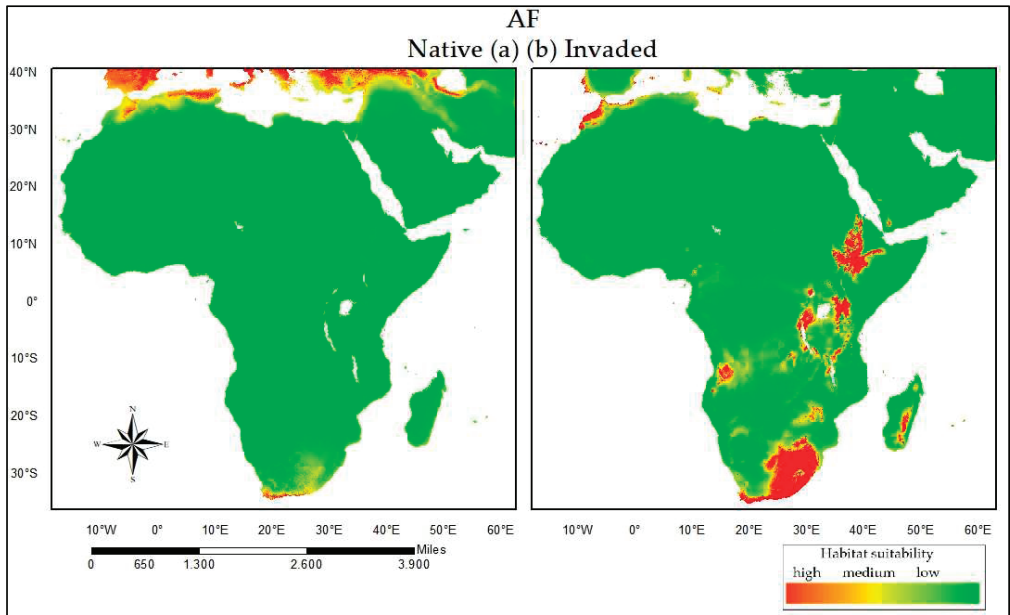 AF
Native (a) (b) Invaded
40°N
30°N
20°N
10°N
0°
10°S
20°S
30°S
N
W E
S
10°W 0° 10°E 20°E 30°E 40°E 50°E 60°E
10°W 0° 10°E 20°E 30°E 40°E 50°E 60°E
Miles
0 650 1.300 2.600 3.900
Habitat suitability
high medium low